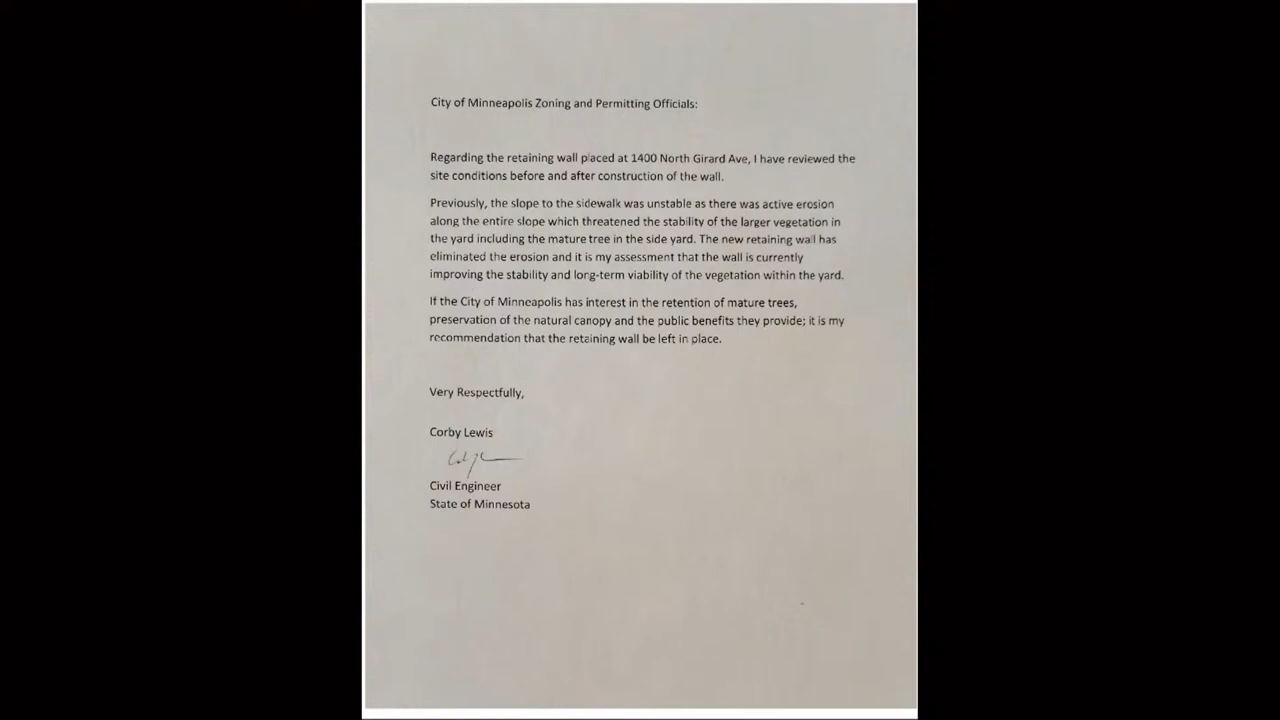 City of Minneapolis Zoning and Permitting Officials:
Regarding the retaining wall placed at 1400 North Girard Ave, I have reviewed the
site conditions before and after construction of the wall.
Previously, the slope to the sidewalk was unstable as there was active erosion
along the entire slope which threatened the stability of the larger vegetation in
the yard including the mature tree in the side yard. The new retaining wall has
eliminated the erosion and it is my assessment that the wall is currently
improving the stability and long-term viability of the vegetation within the yard.
If the City of Minneapolis has interest in the retention of mature trees,
preservation of the natural canopy and the public benefits they provide; it is my
recommendation that the retaining wall be left in place.
Very Respectfully,
Corby Lewis
Civil Engineer
State of Minnesota